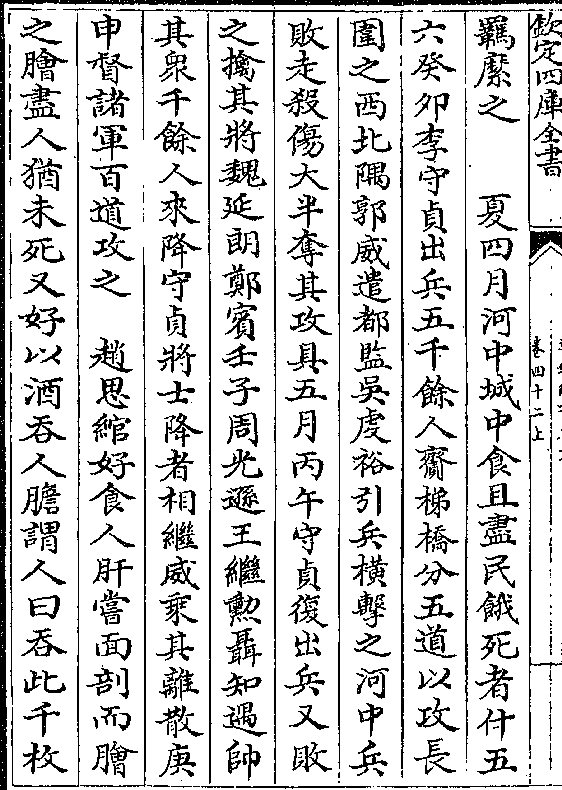 欽定四庫全書
卷四十二上
羈縻之　　夏四月河中城中食且盡民餓死者什五
六癸卯李守貞出兵五千餘人齎梯橋分五道以攻長
圍之西北隅郭威遣都監吳虔裕引兵橫擊之河中兵
敗走殺傷大半奪其攻具五月丙午守貞復出兵又敗
之擒其將魏延朗鄭賓壬子周光遜王繼勲聶知遇帥
其衆千餘人來降守貞將士降者相繼威乘其離散庚
申督諸軍百道攻之　　趙思綰好食人肝嘗面剖而膾
之膾盡人猶未死又好以酒吞人膽謂人曰吞此千枚